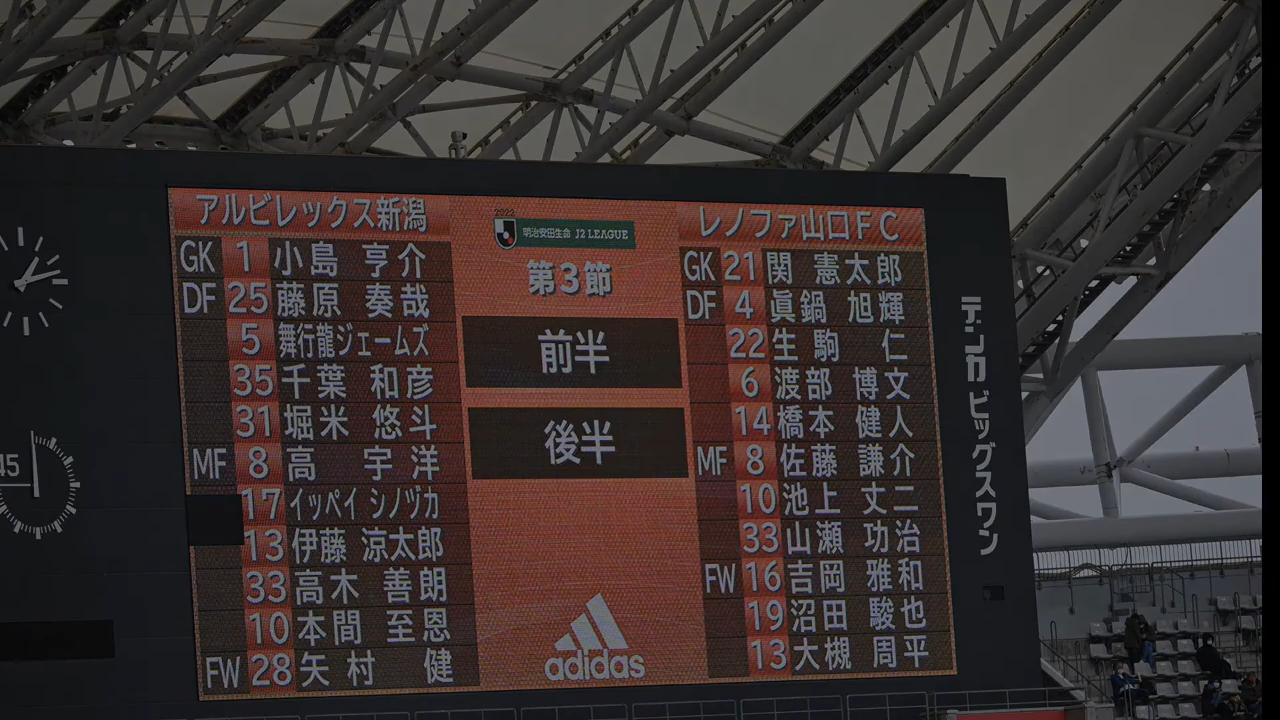 アルビレックス新潟
GK 1 小島 亨介
DF 25 藤原 奏哉
5 舞行龍ジェームズ
35 千葉 和彦
31 堀米 悠斗
MF 8 高 宇洋
17 イッペイ シノヅカ
13 伊藤 涼太郎
33 高木 善朗
10 本間 至恩
FW 28 矢村 健
2022
明治安田生命 J2 LEAGUE
第3節
前半
後半
adidas
レノファ山口FC
GK 21 関 憲太郎
DF 4 眞鍋 旭輝
22 生駒 仁
6 渡部 博文
14 橋本 健人
MF 8 佐藤 謙介
10 池上 丈二
33 山瀬 功治
FW 16 吉岡 雅和
19 沼田 駿也
13 大槻 周平
デンカビッグスワン
45